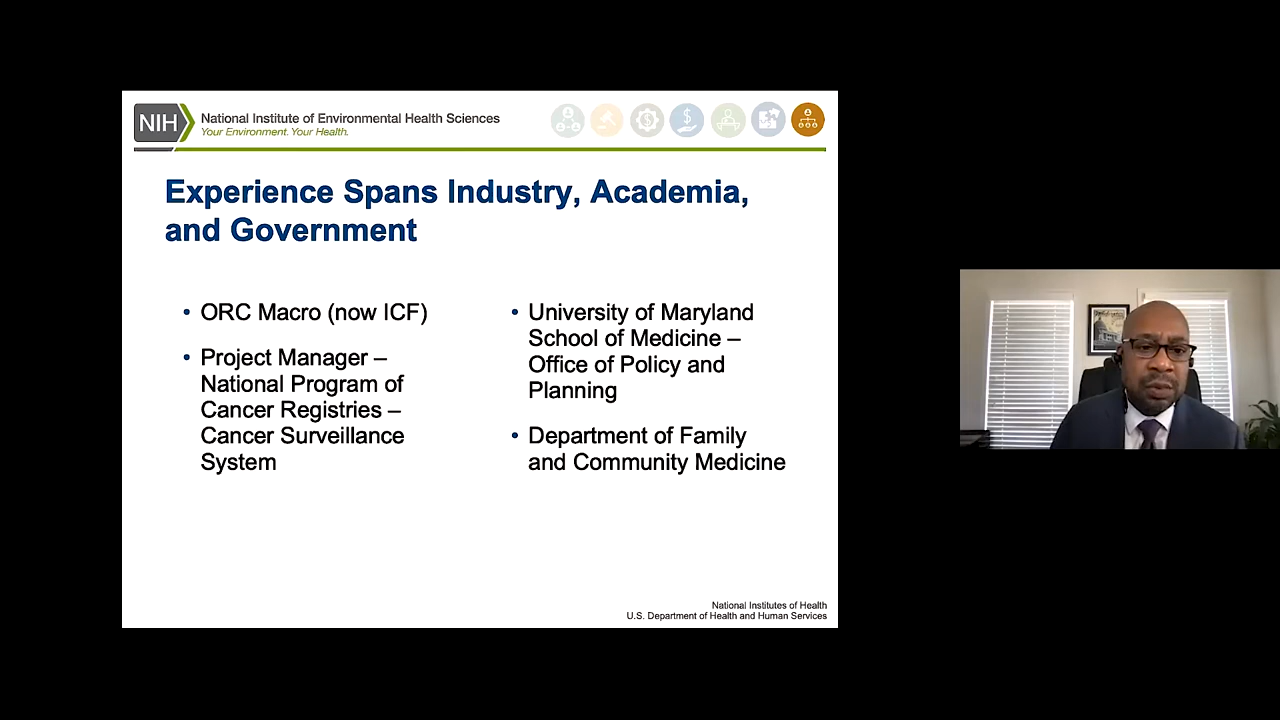 NIH
National Institute of Environmental Health Sciences
Your Environment. Your Health.
Experience Spans Industry, Academia,
and Government
• ORC Macro (now ICF)
• Project Manager –
National Program of
Cancer Registries –
Cancer Surveillance
System
• University of Maryland
School of Medicine –
Office of Policy and
Planning
• Department of Family
and Community Medicine
National Institutes of Health
U.S. Department of Health and Human Services